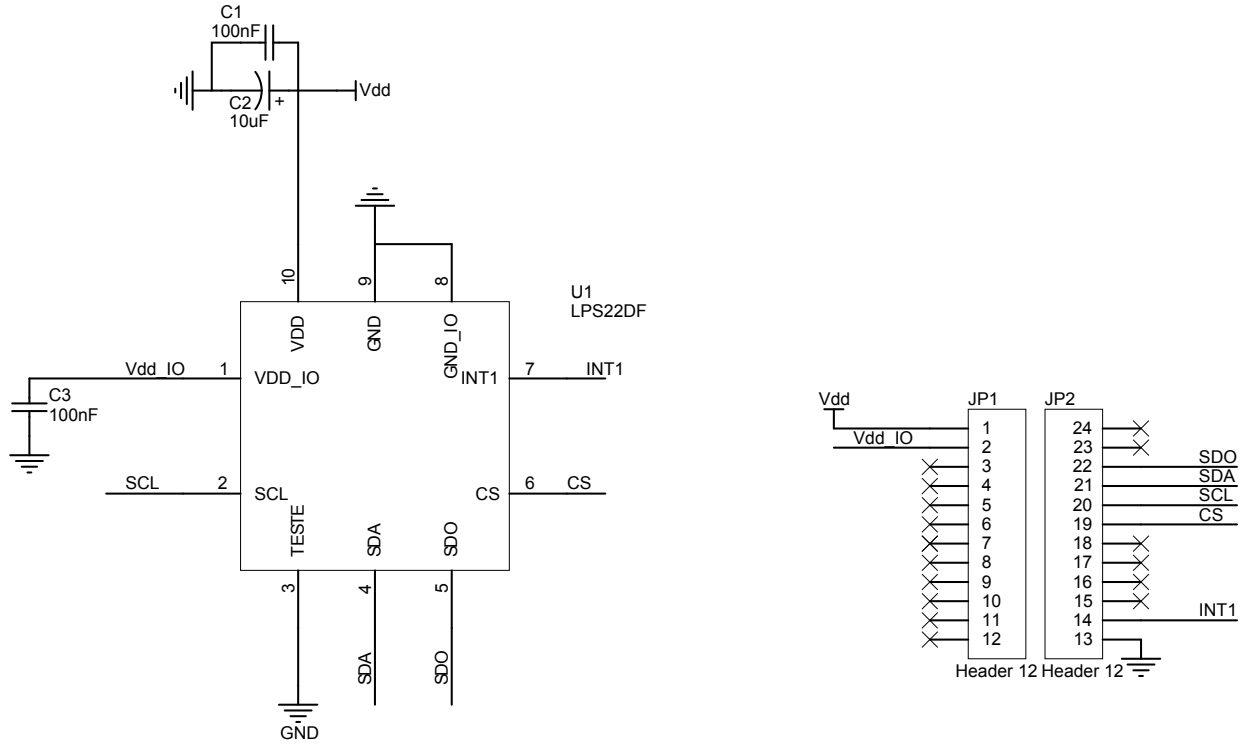 C1
100nF
C2
+
10uF
Vdd
10
9
8
VDD
GND
GND_IO
U1
LPS22DF
Vdd_IO
1
VDD_IO
INT1
7
INT1
C3
100nF
SCL
2
SCL
CS
6
CS
TESTE
SDA
SDO
3
4
5
SDA
SDO
GND
Vdd
JP1
JP2
1
24
Vdd_IO
2
23
3
22
SDO
4
21
SDA
5
20
SCL
6
19
CS
7
18
8
17
9
16
10
15
11
14
INT1
12
13
Header 12
Header 12